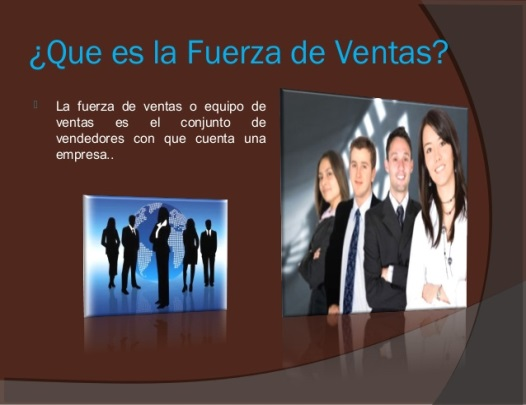 ¿Que es la Fuerza de Ventas?
La fuerza de ventas o equipo de
ventas es el conjunto de
vendedores con que cuenta una
empresa..